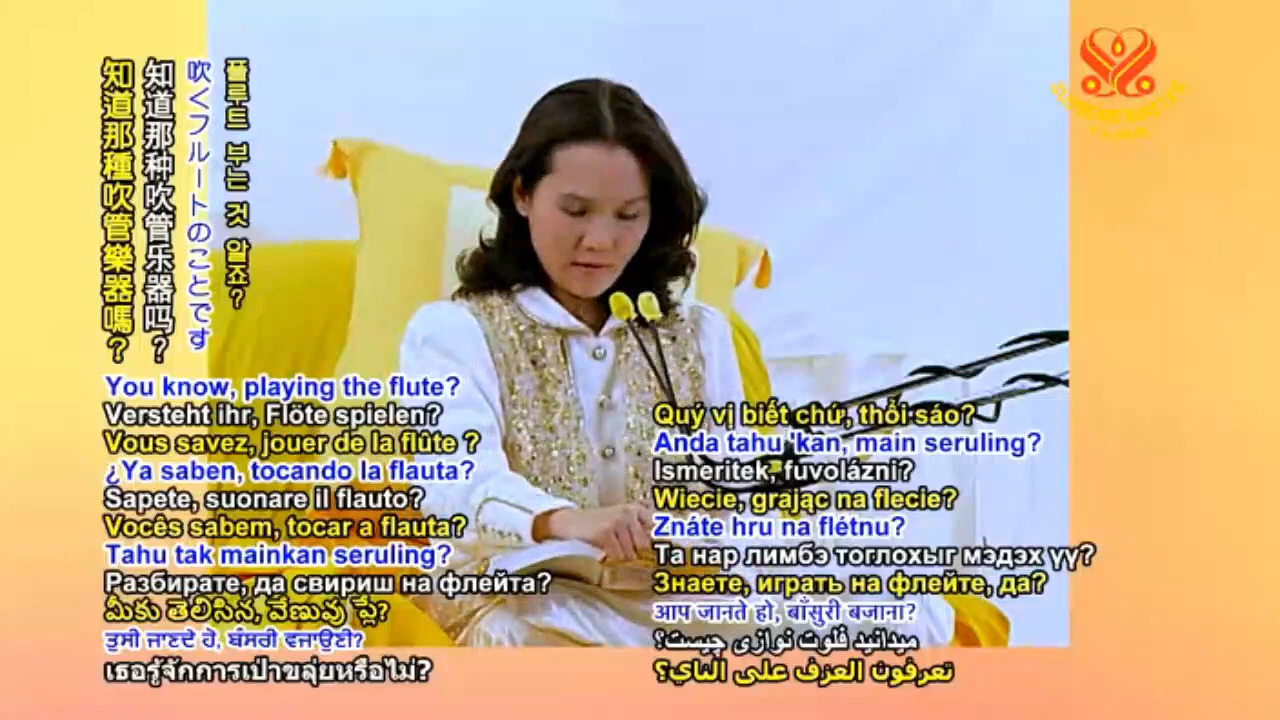 知道那種吹管樂器嗎？
知道那种吹管乐器吗？
吹くフルートのことです
플루트 부는 것 알죠?
You know, playing the flute?
Versteht ihr, Flöte spielen?
Vous savez, jouer de la flûte ?
¿Ya saben, tocando la flauta?
Sapete, suonare il flauto?
Vocês sabem, tocar a flauta?
Tahu tak mainkan seruling?
Разбирате, да свириш на флейта?
మీకు తెలిసిన, వేణువు ప్లే?
ਤੁਸੀ ਜਾਣਦੇ ਹੋ, ਬੰਸਰੀ ਵਜਾਉਣੀ?
เธอรู้จักการเป่าขลุ่ยหรือไม่?
Quý vị biết chứ, thổi sáo?
Anda tahu 'kan, main seruling?
Ismeritek, fuvolázni?
Wiecie, grając na flecie?
Znáte hru na flétnu?
Та нар лимбэ тоглохыг мэдэх үү?
Знаете, играть на флейте, да?
आप जानते हो, बाँसुरी बजाना?
میدانید فلوت نوازی چیست؟
تعرفون العزف على الناي؟